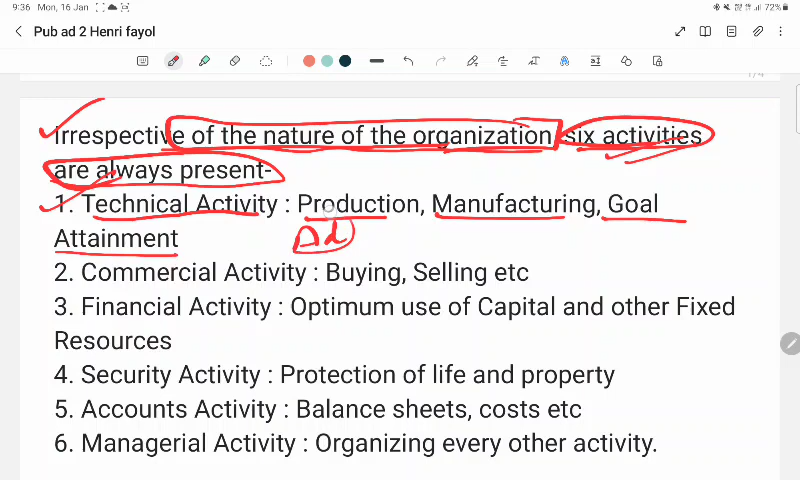 9:36 Mon, 16 Jan
72%
Pub ad 2 Henri fayol
1/4
Irrespective of the nature of the organization, six activities
are always present-
1. Technical Activity : Production, Manufacturing, Goal
Attainment
Ad
2. Commercial Activity : Buying, Selling etc
3. Financial Activity : Optimum use of Capital and other Fixed
Resources
4. Security Activity : Protection of life and property
5. Accounts Activity : Balance sheets, costs etc
6. Managerial Activity : Organizing every other activity.